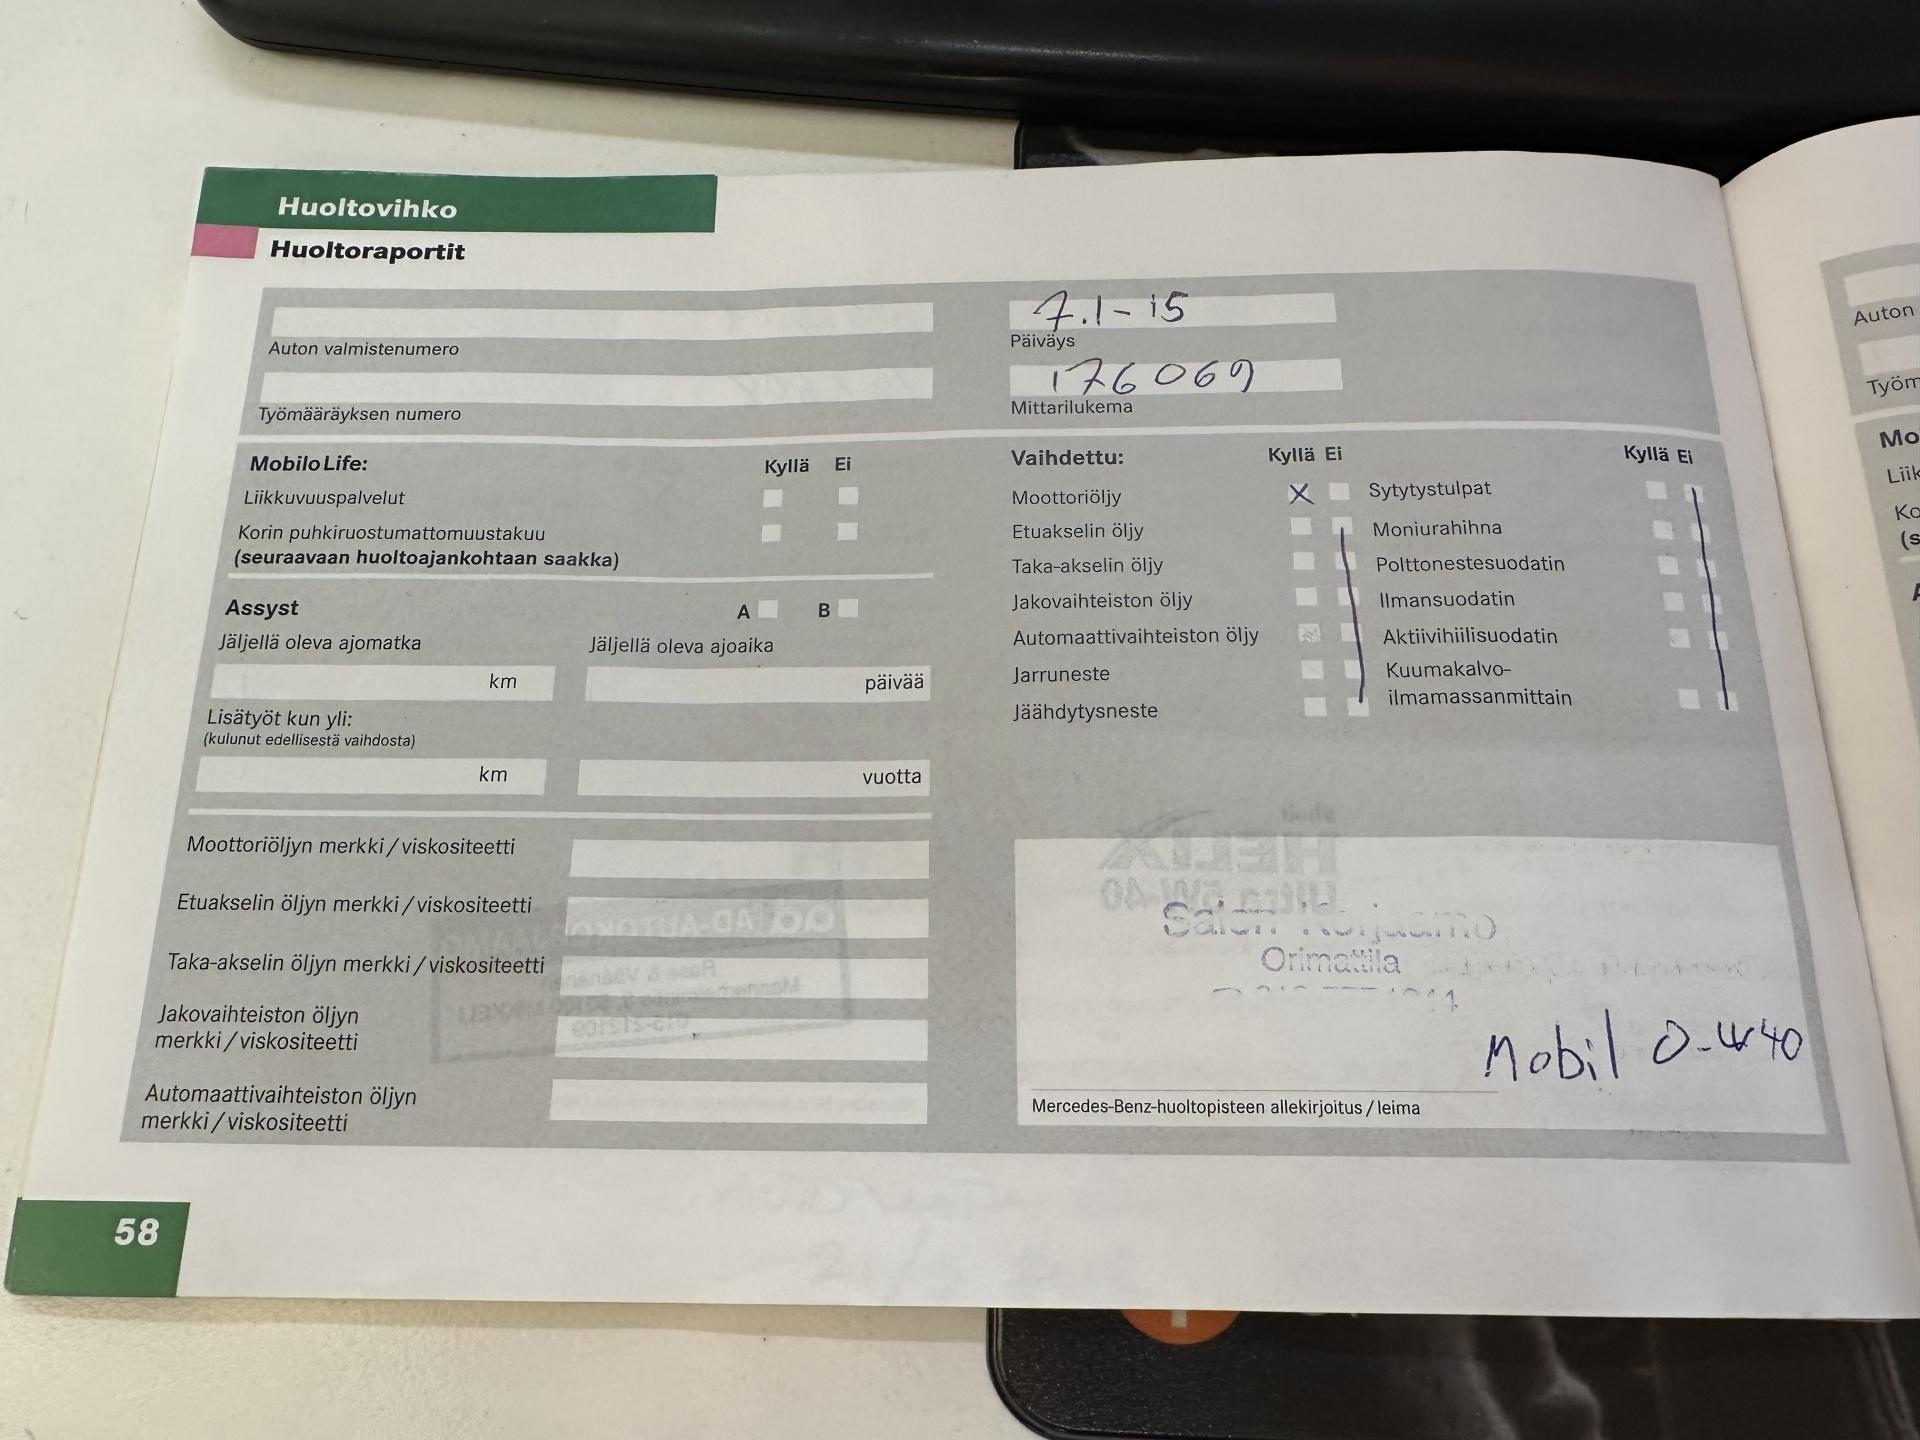 Huoltovihko
Huoltoraportit
Auton valmistenumero
Työmääräyksen numero
7.1-15
Päiväys
176069
Mittarilukema
MobiloLife: Kyllä Ei
Liikkuvuuspalvelut
Korin puhkiruostumattomuustakuu
(seuraavaan huoltoajankohtaan saakka)
Assyst A B
Jäljellä oleva ajomatka Jäljellä oleva ajoaika
km päivää
Lisätyöt kun yli:
(kulunut edellisestä vaihdosta)
km vuotta
Moottoriöljyn merkki / viskositeetti
Etuakselin öljyn merkki / viskositeetti
Taka-akselin öljyn merkki / viskositeetti
Jakovaihteiston öljyn
merkki / viskositeetti
Automaattivaihteiston öljyn
merkki / viskositeetti
Vaihdettu: Kyllä Ei Kyllä Ei
Moottoriöljy X Sytytystulpat
Etuakselin öljy Moniurahihna
Taka-akselin öljy Polttonestesuodatin
Jakovaihteiston öljy Ilmansuodatin
Automaattivaihteiston öljy Aktiivihiilisuodatin
Jarruneste Kuumakalvo-
Jäähdytysneste ilmamassanmittain
Orimattila
Mobil 0-W40
Mercedes-Benz-huoltopisteen allekirjoitus / leima
58
Auton
Mo